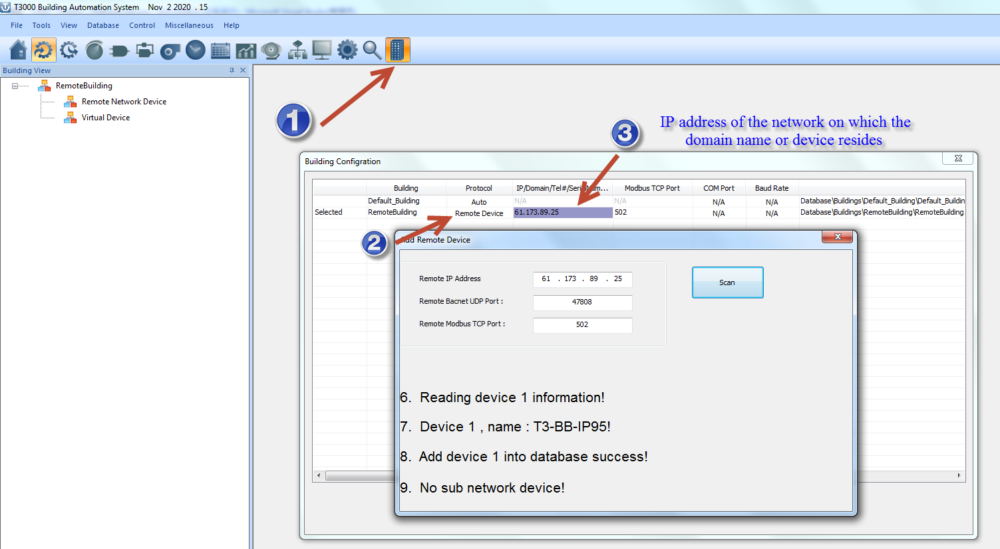 T3000 Building Automation System    Nov  2 2020  . 15
File Tools View Database Control Miscellaneous Help
Building View
RemoteBuilding
Remote Network Device
Virtual Device
1
3
IP address of the network on which the
domain name or device resides
Building Configration
Building Protocol IP/Domain/Tel#/SerialNum... Modbus TCP Port COM Port Baud Rate
Default_Building Auto N/A N/A N/A N/A Database\Buildings\Default_Building\Default_Buildin
Selected RemoteBuilding Remote Device 61.173.89.25 502 N/A N/A Database\Buildings\RemoteBuilding\RemoteBuilding
2
Add Remote Device
Remote IP Address 61 . 173 . 89 . 25
Scan
Remote Bacnet UDP Port : 47808
Remote Modbus TCP Port : 502
6. Reading device 1 information!
7. Device 1 , name : T3-BB-IP95!
8. Add device 1 into database success!
9. No sub network device!